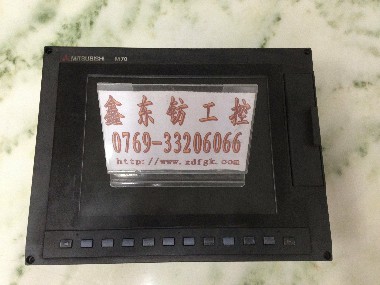 MITSUBISHI M70
鑫东钫工控
0769-33206066
http://www.zdfgk.com/